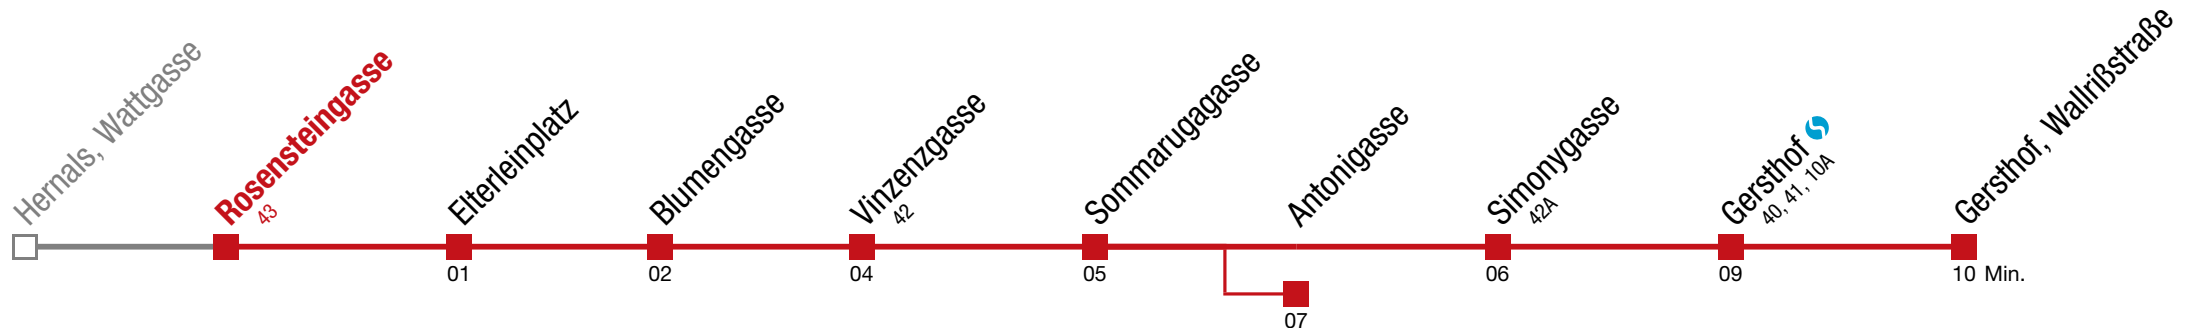 Hernals, Wattgasse
Rosensteingasse
43
Elterleinplatz
Blumengasse
Vinzenzgasse
42
Sommarugagasse
Antonigasse
Simonygasse
42A
Gersthof
40, 41, 10A
Gersthof, Wallrißstraße
01
02
04
05
06
09
10 Min.
07